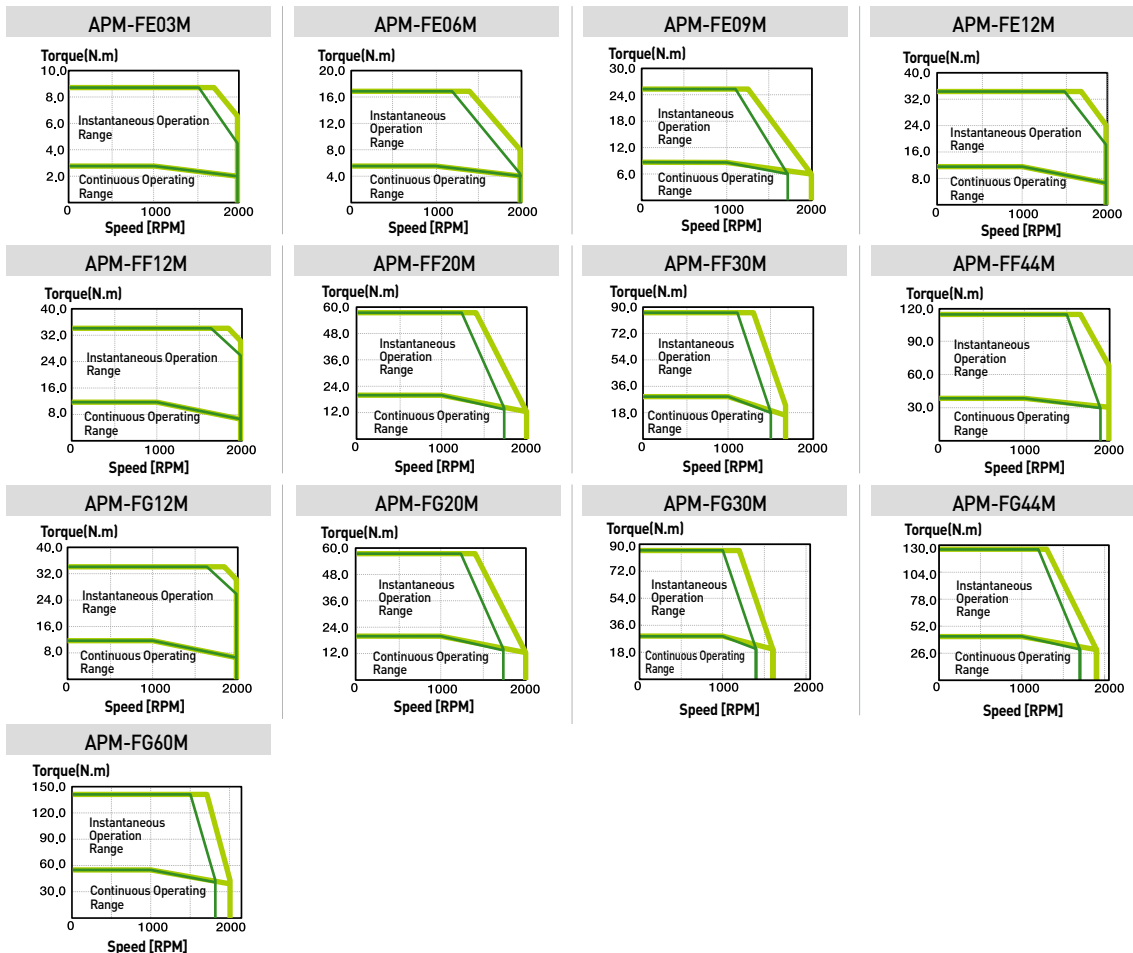 APM-FE03M
Torque(N.m)
10,0
8,0
6,0
4,0
2,0
Instantaneous Operation
Range
Continuous Operating
Range
0 1000 2000
Speed [RPM]
APM-FE06M
Torque(N.m)
20,0
16,0
12,0
8,0
4,0
Instantaneous
Operation
Range
Continuous Operating
Range
0 1000 2000
Speed [RPM]
APM-FE09M
Torque(N.m)
30,0
24,0
18,0
12,0
6,0
Instantaneous
Operation
Range
Continuous Operating
Range
0 1000 2000
Speed [RPM]
APM-FE12M
Torque(N.m)
40,0
32,0
24,0
16,0
8,0
Instantaneous Operation
Range
Continuous Operating
Range
0 1000 2000
Speed [RPM]
APM-FF12M
Torque(N.m)
40,0
32,0
24,0
16,0
8,0
Instantaneous Operation
Range
Continuous Operating
Range
0 1000 2000
Speed [RPM]
APM-FF20M
Torque(N.m)
60,0
48,0
36,0
24,0
12,0
Instantaneous
Operation
Range
Continuous Operating
Range
0 1000 2000
Speed [RPM]
APM-FF30M
Torque(N.m)
90,0
72,0
54,0
36,0
18,0
Instantaneous
Operation
Range
Continuous Operating
Range
0 1000 2000
Speed [RPM]
APM-FF44M
Torque(N.m)
120,0
90,0
60,0
30,0
Instantaneous
Operation
Range
Continuous Operating
Range
0 1000 2000
Speed [RPM]
APM-FG12M
Torque(N.m)
40,0
32,0
24,0
16,0
8,0
Instantaneous Operation
Range
Continuous Operating
Range
0 1000 2000
Speed [RPM]
APM-FG20M
Torque(N.m)
60,0
48,0
36,0
24,0
12,0
Instantaneous
Operation
Range
Continuous Operating
Range
0 1000 2000
Speed [RPM]
APM-FG30M
Torque(N.m)
90,0
72,0
54,0
36,0
18,0
Instantaneous
Operation
Range
Continuous Operating
Range
0 1000 2000
Speed [RPM]
APM-FG44M
Torque(N.m)
130,0
104,0
78,0
52,0
26,0
Instantaneous
Operation
Range
Continuous Operating
Range
0 1000 2000
Speed [RPM]
APM-FG60M
Torque(N.m)
150,0
120,0
90,0
60,0
30,0
Instantaneous
Operation
Range
Continuous Operating
Range
0 1000 2000
Speed [RPM]